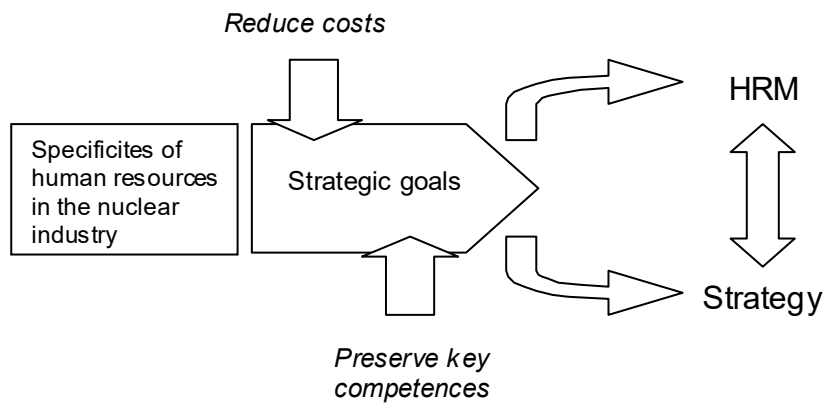 Reduce costs
HRM
Specificites of
human resources
in the nuclear
industry
Strategic goals
Strategy
Preserve key
competences